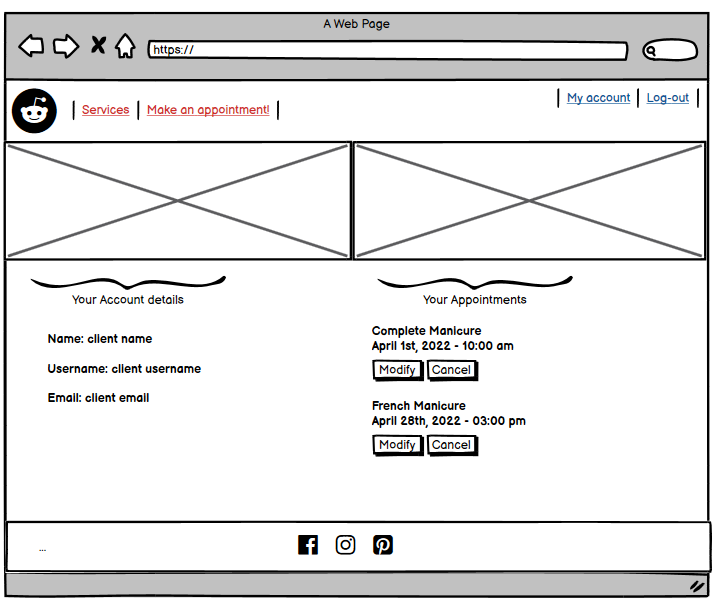 A Web Page
https://
Services
Make an appointment!
My account
Log-out
Your Account details
Name: client name
Username: client username
Email: client email
Your Appointments
Complete Manicure
April 1st, 2022 - 10:00 am
Modify
Cancel
French Manicure
April 28th, 2022 - 03:00 pm
Modify
Cancel
...